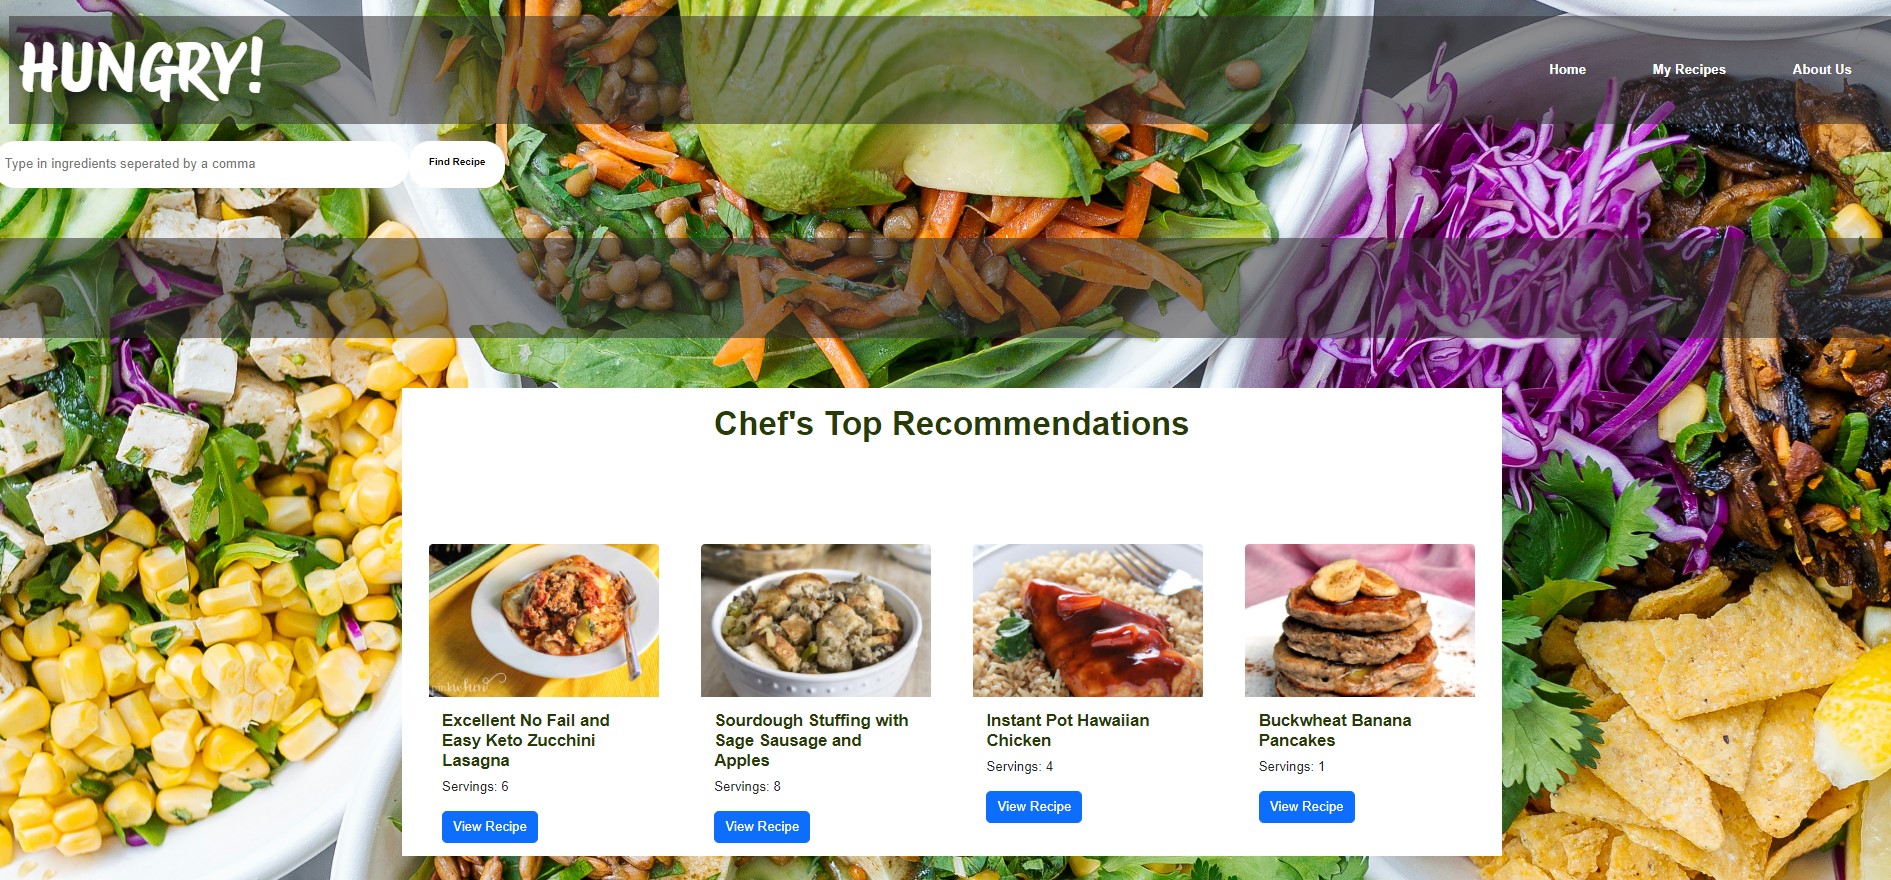 HUNGRY!
Home
My Recipes
About Us
Type in ingredients seperated by a comma
Find Recipe
Chef's Top Recommendations
Excellent No Fail and
Easy Keto Zucchini
Lasagna
Servings: 6
View Recipe
Sourdough Stuffing with
Sage Sausage and
Apples
Servings: 8
View Recipe
Instant Pot Hawaiian
Chicken
Servings: 4
View Recipe
Buckwheat Banana
Pancakes
Servings: 1
View Recipe